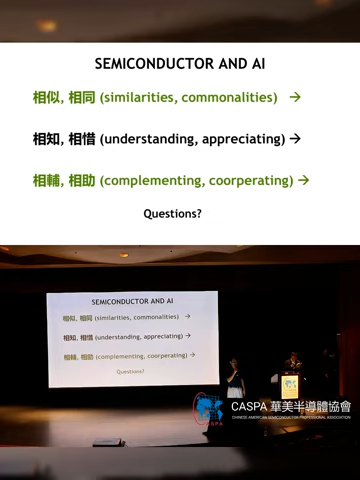 SEMICONDUCTOR AND AI
相似, 相同 (similarities, commonalities) →
相知, 相惜 (understanding, appreciating) →
相輔, 相助 (complementing, coorperating) →
Questions?
SEMICONDUCTOR AND AI
相似, 相同 (similarities, commonalities) →
相知, 相惜 (understanding, appreciating) →
相輔, 相助 (complementing, coorperating) →
Questions?
CASPA
CASPA 華美半導體協會
CHINESE AMERICAN SEMICONDUCTOR PROFESSIONAL ASSOCIATION